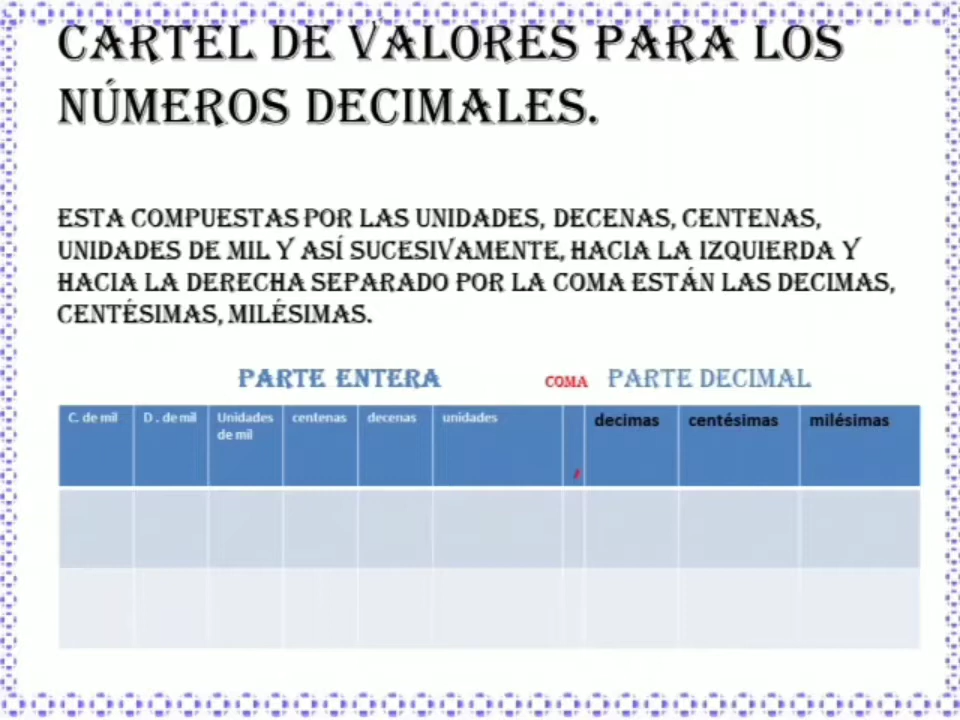 CARTEL DE VALORES PARA LOS
NÚMEROS DECIMALES.
ESTA COMPUESTAS POR LAS UNIDADES, DECENAS, CENTENAS,
UNIDADES DE MIL Y ASÍ SUCESIVAMENTE, HACIA LA IZQUIERDA Y
HACIA LA DERECHA SEPARADO POR LA COMA ESTÁN LAS DECIMAS,
CENTÉSIMAS, MILÉSIMAS.
PARTE ENTERA COMA PARTE DECIMAL
C. de mil D . de mil Unidades centenas decenas unidades decimas centésimas milésimas
de mil
,